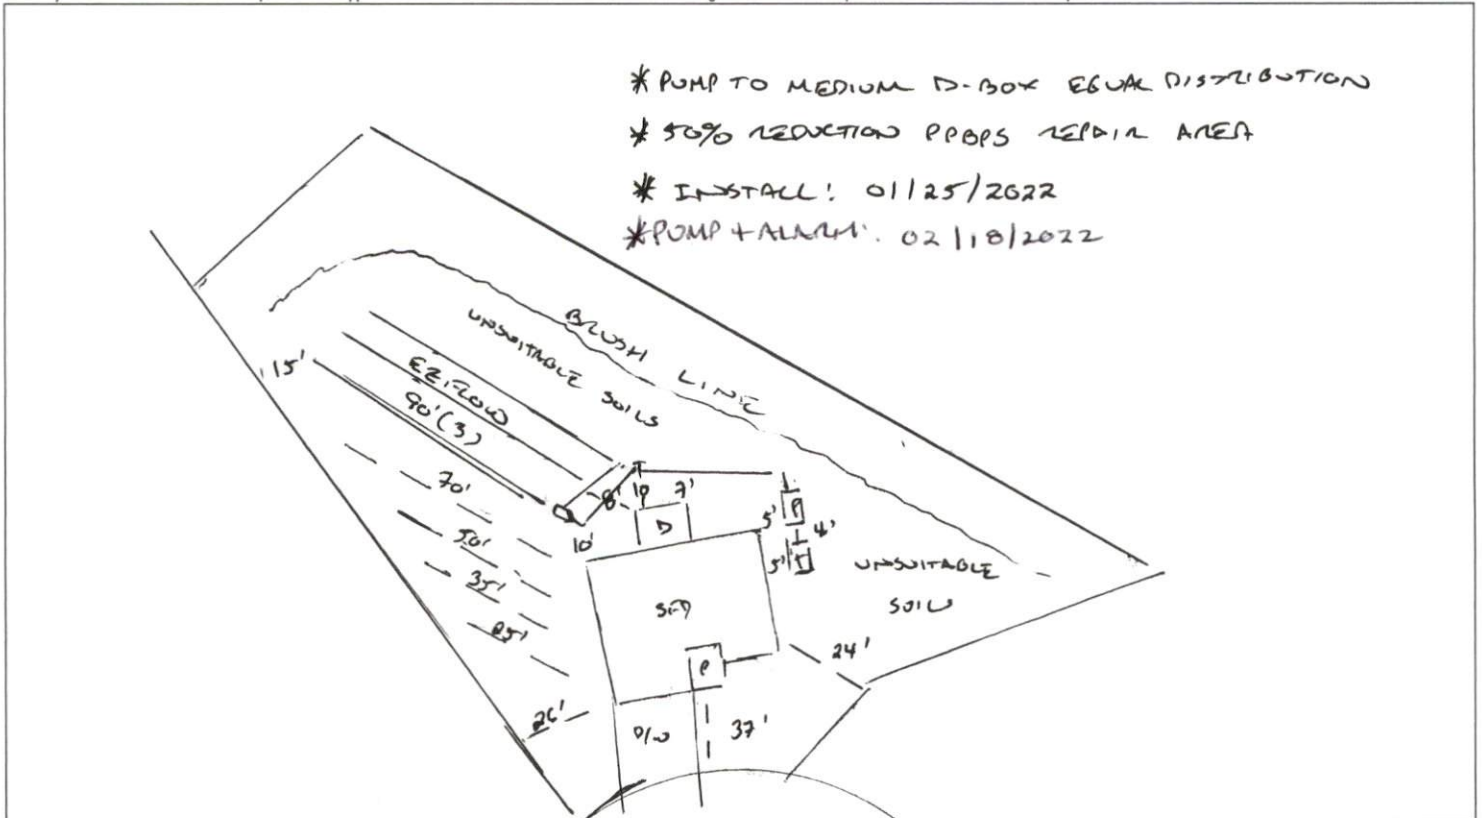 * PUMP TO MEDIUM D-BOX EQUAL DISTRIBUTION
* 50% REDUCTION PPBPS REPAIR AREA
* INSTALL: 01/25/2022
* PUMP + ALARM: 02/18/2022
BRUSH LINE
UNSUITABLE SOILS
15'
EZ FLOW
90' (3)
70'
50'
35'
25'
26'
8'
10
7'
10'
D
5'
P
4'
5'
T
UNSUITABLE
SOIL
SFD
P
24'
D/W
37'